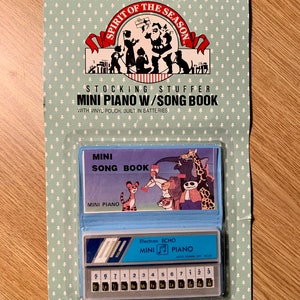 SPIRIT OF THE SEASON
STOCKING STUFFER
MINI PIANO W/SONG BOOK
WITH VINYL POUCH, BUILT IN BATTERIES
MINI
SONG BOOK
MINI PIANO
Electron ECHO
MINI PIANO